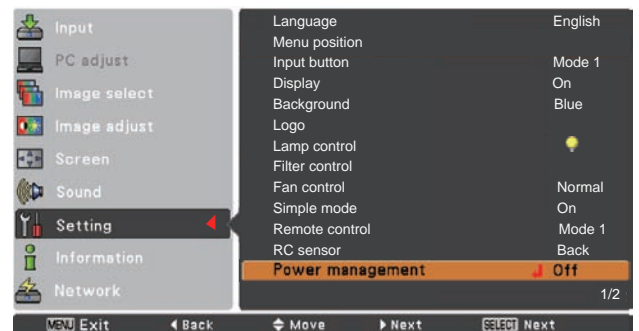 Input
PC adjust
Image select
Image adjust
Screen
Sound
Setting
Information
Network
Language English
Menu position
Input button Mode 1
Display On
Background Blue
Logo
Lamp control
Filter control
Fan control Normal
Simple mode On
Remote control Mode 1
RC sensor Back
Power management Off
1/2
MENU Exit Back Move Next SELECT Next